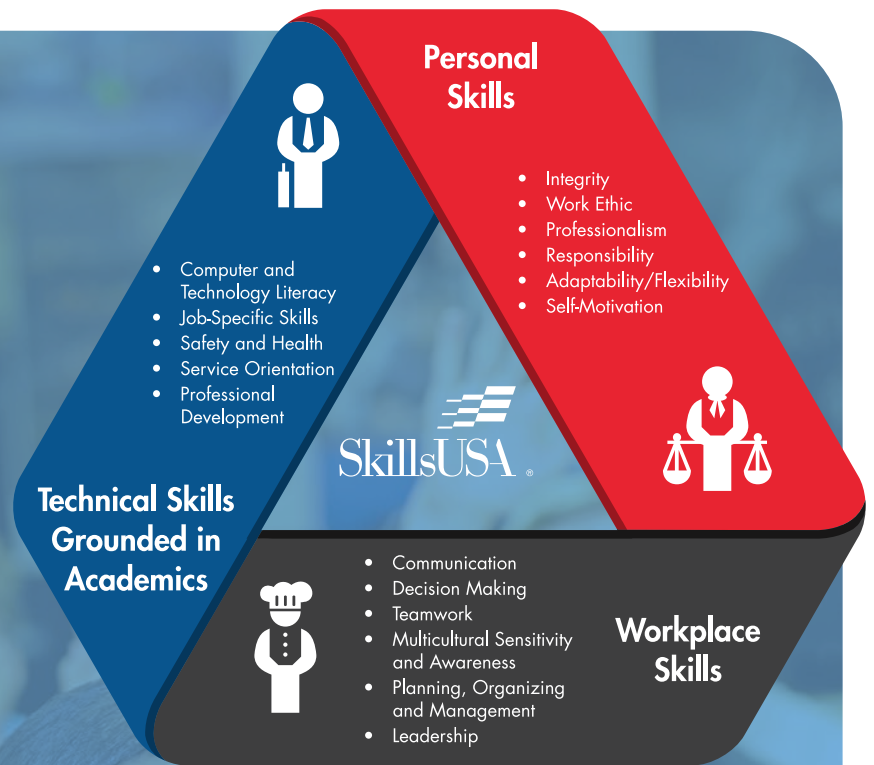 Personal
Skills
• Integrity
• Work Ethic
• Professionalism
• Responsibility
• Adaptability/Flexibility
• Self-Motivation
• Computer and
Technology Literacy
• Job-Specific Skills
• Safety and Health
• Service Orientation
• Professional
Development
Technical Skills
Grounded in
Academics
SkillsUSA®
• Communication
• Decision Making
• Teamwork
• Multicultural Sensitivity
and Awareness
• Planning, Organizing
and Management
• Leadership
Workplace
Skills